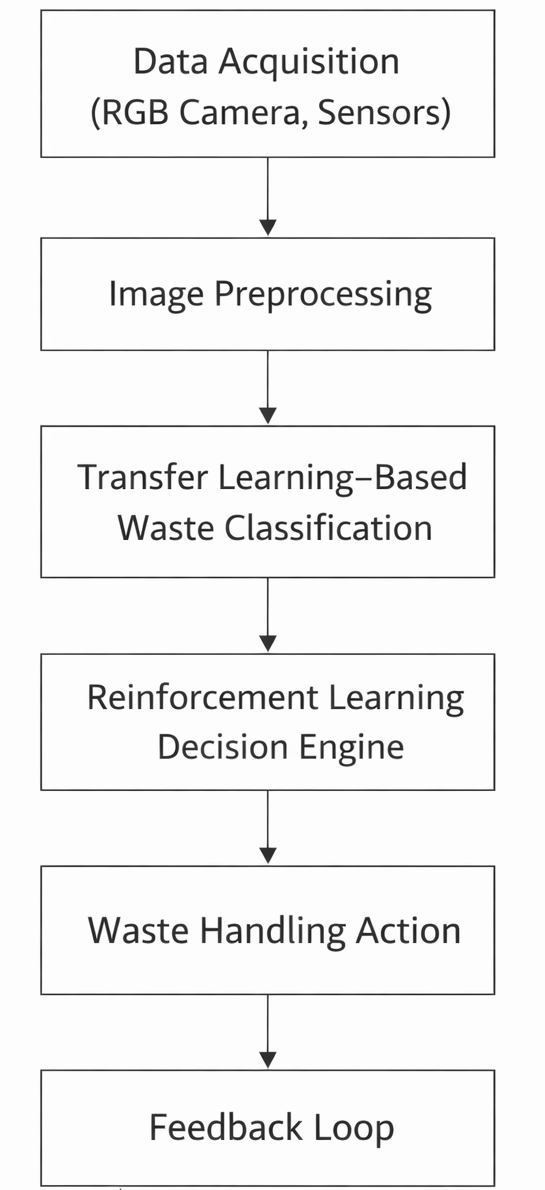 Data Acquisition
(RGB Camera, Sensors)
Image Preprocessing
Transfer Learning–Based
Waste Classification
Reinforcement Learning
Decision Engine
Waste Handling Action
Feedback Loop